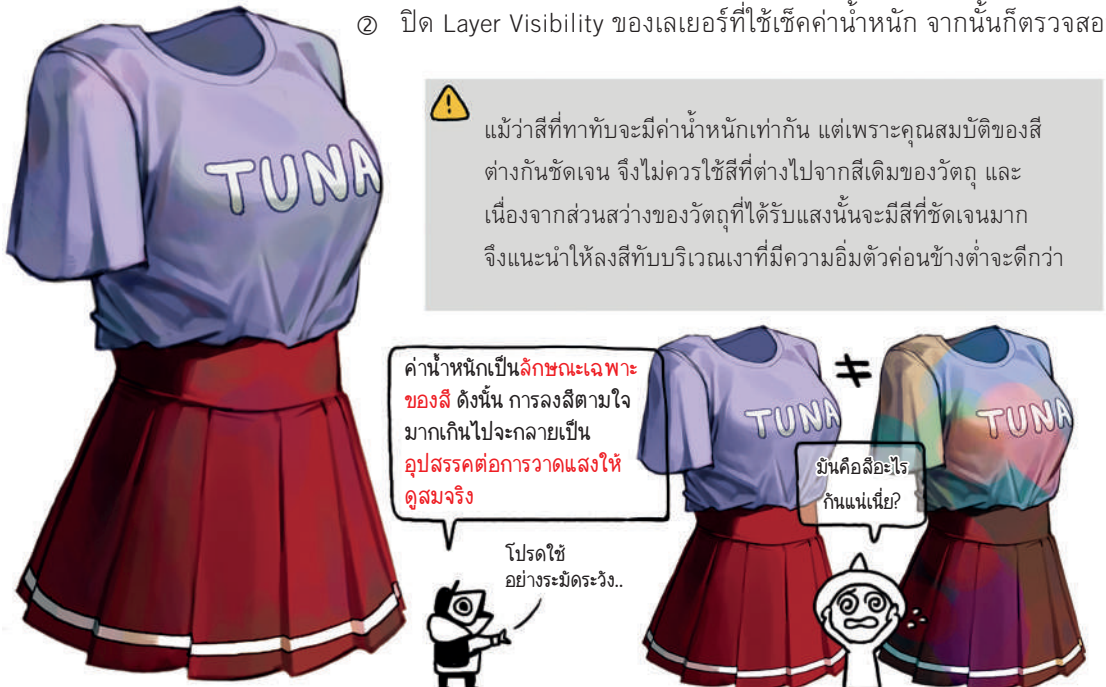 ② ปิด Layer Visibility ของเลเยอร์ที่ใช้เช็คค่าน้ำหนัก จากนั้นก็ตรวจสอ
แม้ว่าสีที่ทาทับจะมีค่าน้ำหนักเท่ากัน แต่เพราะคุณสมบัติของสี
ต่างกันชัดเจน จึงไม่ควรใช้สีที่ต่างไปจากสีเดิมของวัตถุ และ
เนื่องจากส่วนสว่างของวัตถุที่ได้รับแสงนั้นจะมีสีที่ชัดเจนมาก
จึงแนะนำให้ลงสีทับบริเวณเงาที่มีความอิ่มตัวค่อนข้างต่ำจะดีกว่า
TUNA
ค่าน้ำหนักเป็นลักษณะเฉพาะ
ของสี ดังนั้น การลงสีตามใจ
มากเกินไปจะกลายเป็น
อุปสรรคต่อการวาดแสงให้
ดูสมจริง
โปรดใช้
อย่างระมัดระวัง..
TUNA
≠
TUNA
มันคือสีอะไร
กันแน่เนี่ย?